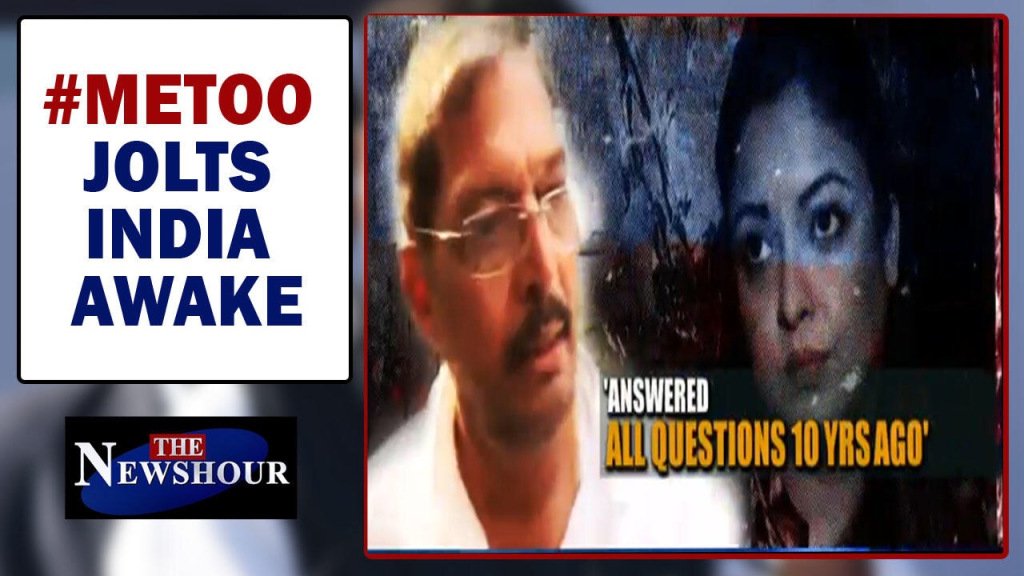 #METOO
JOLTS
INDIA
AWAKE
THE
NEWSHOUR
'ANSWERED
ALL QUESTIONS 10 YRS AGO'